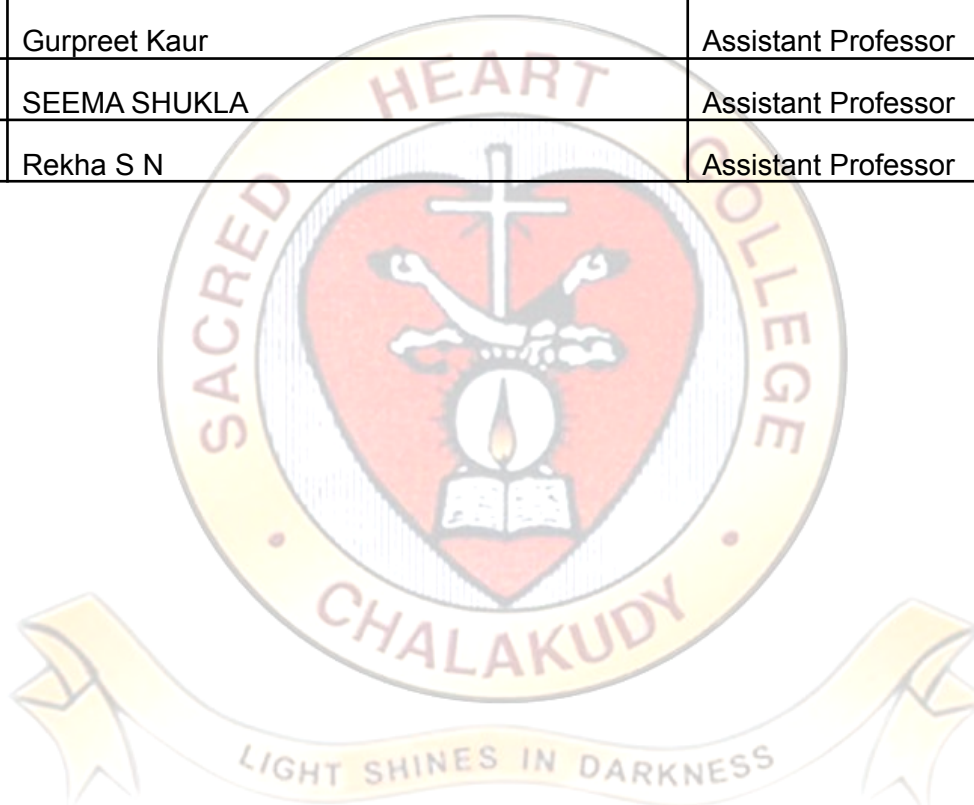 Gurpreet Kaur Assistant Professor
SEEMA SHUKLA Assistant Professor
Rekha S N Assistant Professor
SACRED HEART COLLEGE
CHALAKUDY
LIGHT SHINES IN DARKNESS